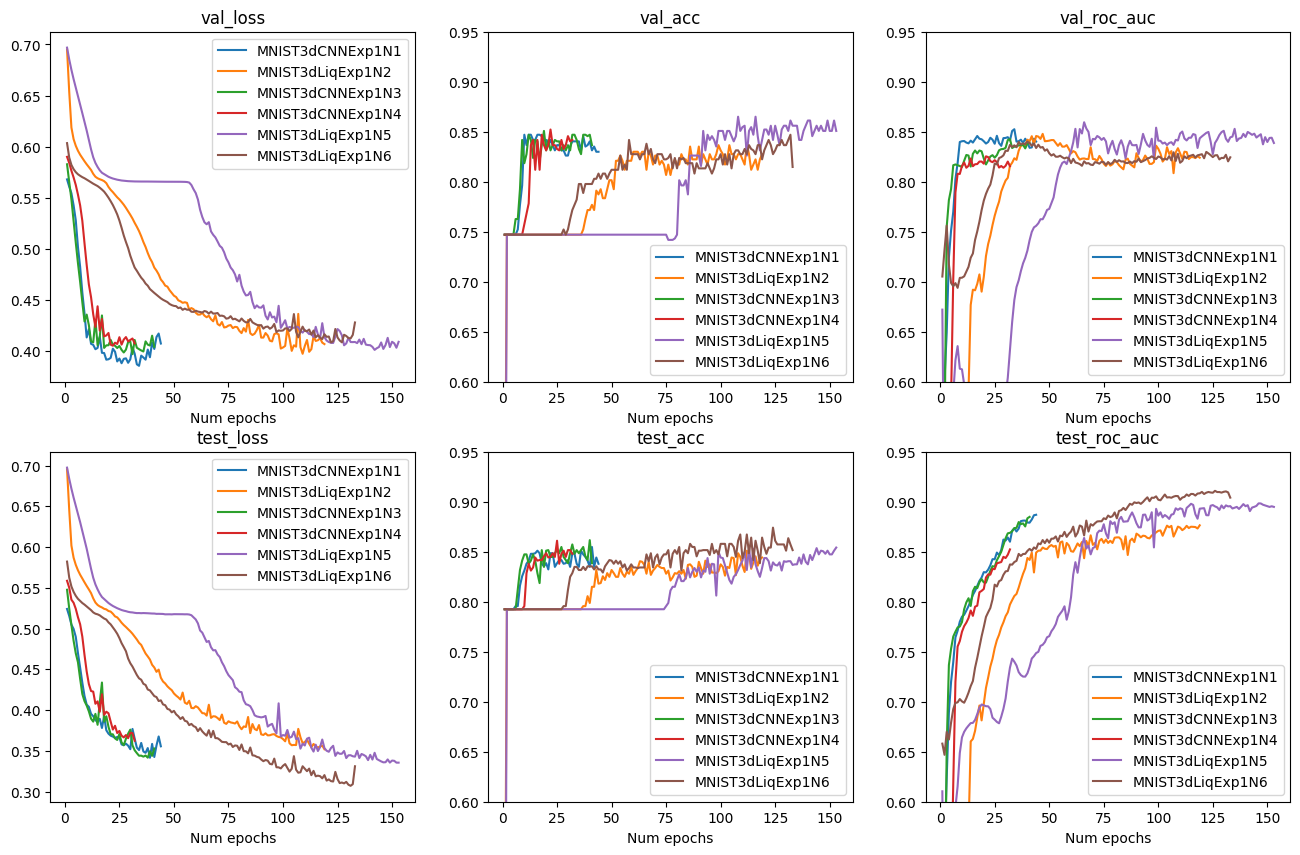 val_loss
0.70
0.65
0.60
0.55
0.50
0.45
0.40
MNIST3dCNNExp1N1
MNIST3dLiqExp1N2
MNIST3dCNNExp1N3
MNIST3dCNNExp1N4
MNIST3dLiqExp1N5
MNIST3dLiqExp1N6
0 25 50 75 100 125 150
Num epochs
val_acc
0.95
0.90
0.85
0.80
0.75
0.70
0.65
0.60
MNIST3dCNNExp1N1
MNIST3dLiqExp1N2
MNIST3dCNNExp1N3
MNIST3dCNNExp1N4
MNIST3dLiqExp1N5
MNIST3dLiqExp1N6
0 25 50 75 100 125 150
Num epochs
val_roc_auc
0.95
0.90
0.85
0.80
0.75
0.70
0.65
0.60
MNIST3dCNNExp1N1
MNIST3dLiqExp1N2
MNIST3dCNNExp1N3
MNIST3dCNNExp1N4
MNIST3dLiqExp1N5
MNIST3dLiqExp1N6
0 25 50 75 100 125 150
Num epochs
test_loss
0.70
0.65
0.60
0.55
0.50
0.45
0.40
0.35
0.30
MNIST3dCNNExp1N1
MNIST3dLiqExp1N2
MNIST3dCNNExp1N3
MNIST3dCNNExp1N4
MNIST3dLiqExp1N5
MNIST3dLiqExp1N6
0 25 50 75 100 125 150
Num epochs
test_acc
0.95
0.90
0.85
0.80
0.75
0.70
0.65
0.60
MNIST3dCNNExp1N1
MNIST3dLiqExp1N2
MNIST3dCNNExp1N3
MNIST3dCNNExp1N4
MNIST3dLiqExp1N5
MNIST3dLiqExp1N6
0 25 50 75 100 125 150
Num epochs
test_roc_auc
0.95
0.90
0.85
0.80
0.75
0.70
0.65
0.60
MNIST3dCNNExp1N1
MNIST3dLiqExp1N2
MNIST3dCNNExp1N3
MNIST3dCNNExp1N4
MNIST3dLiqExp1N5
MNIST3dLiqExp1N6
0 25 50 75 100 125 150
Num epochs